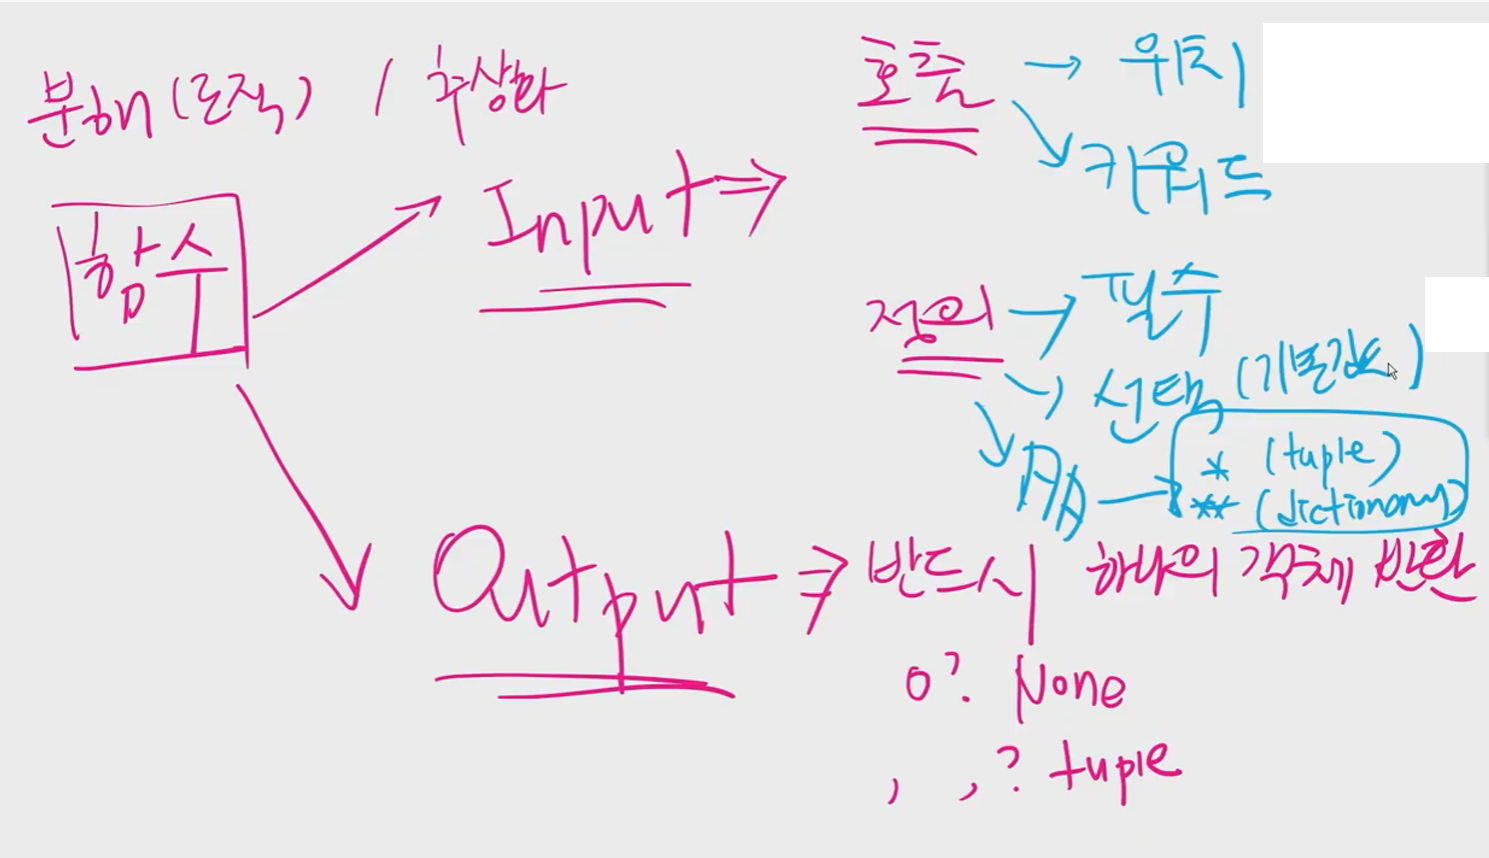 분해(로직) / 추상화
함수
Input ⇒
호출 → 위치
키워드
정의 → 필수
→ 선택 (기본값)
→ * (tuple)
** (dictionary)
Output ⇒ 반드시 하나의 객체 반환
0? None
, , ? tuple